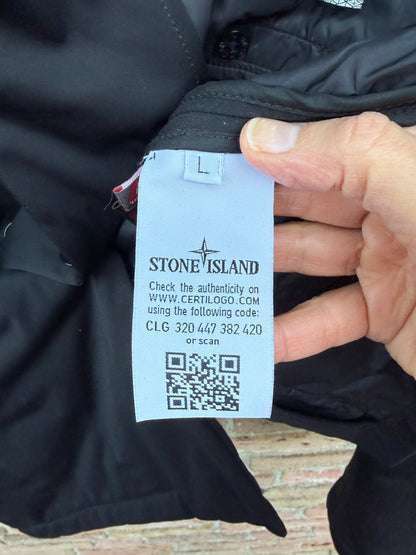 L
STONE ISLAND
Check the authenticity on
WWW.CERTILOGO.COM
using the following code:
CLG 320 447 382 420
or scan